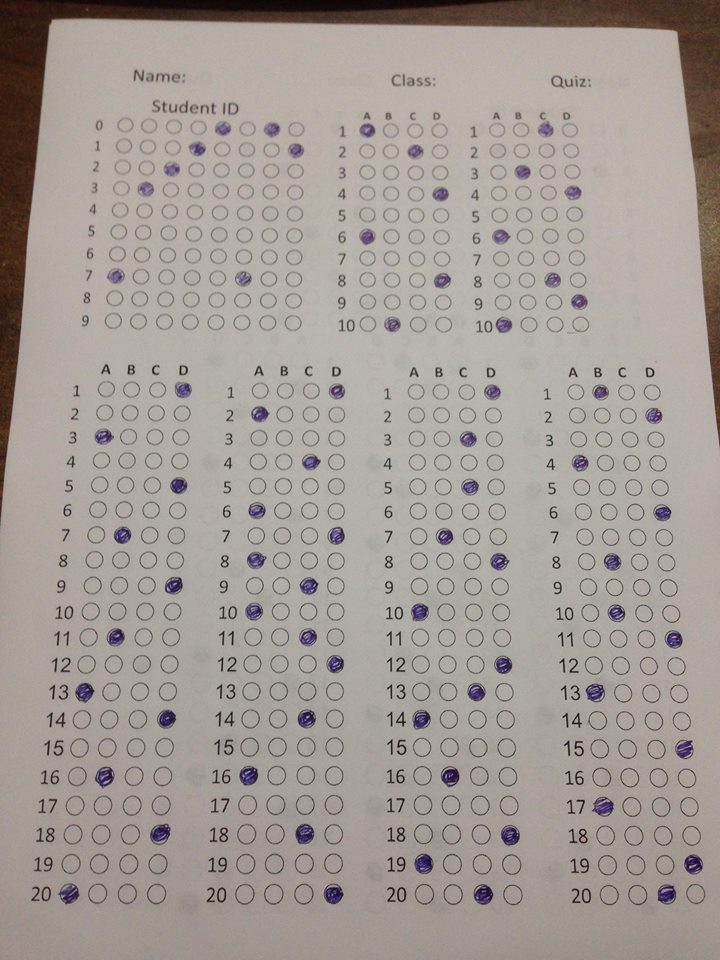 Name: Class: Quiz:
Student ID
A B C D A B C D
0 1 1
1 2 2
2 3 3
3 4 4
4 5 5
5 6 6
6 7 7
7 8 8
8 9 9
9 10 10
A B C D A B C D A B C D A B C D
1 1 1 1
2 2 2 2
3 3 3 3
4 4 4 4
5 5 5 5
6 6 6 6
7 7 7 7
8 8 8 8
9 9 9 9
10 10 10 10
11 11 11 11
12 12 12 12
13 13 13 13
14 14 14 14
15 15 15 15
16 16 16 16
17 17 17 17
18 18 18 18
19 19 19 19
20 20 20 20